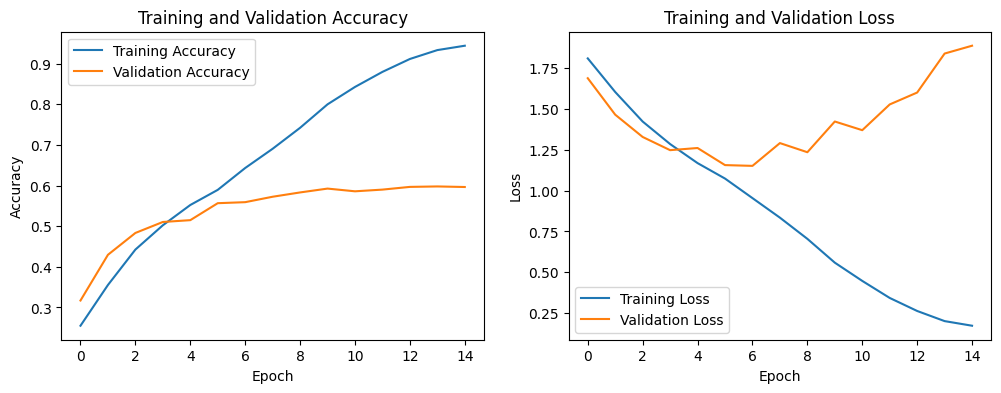 Training and Validation Accuracy
Training Accuracy
Validation Accuracy
0.9
0.8
0.7
0.6
0.5
0.4
0.3
Accuracy
0 2 4 6 8 10 12 14
Epoch
Training and Validation Loss
1.75
1.50
1.25
1.00
0.75
0.50
0.25
Loss
Training Loss
Validation Loss
0 2 4 6 8 10 12 14
Epoch